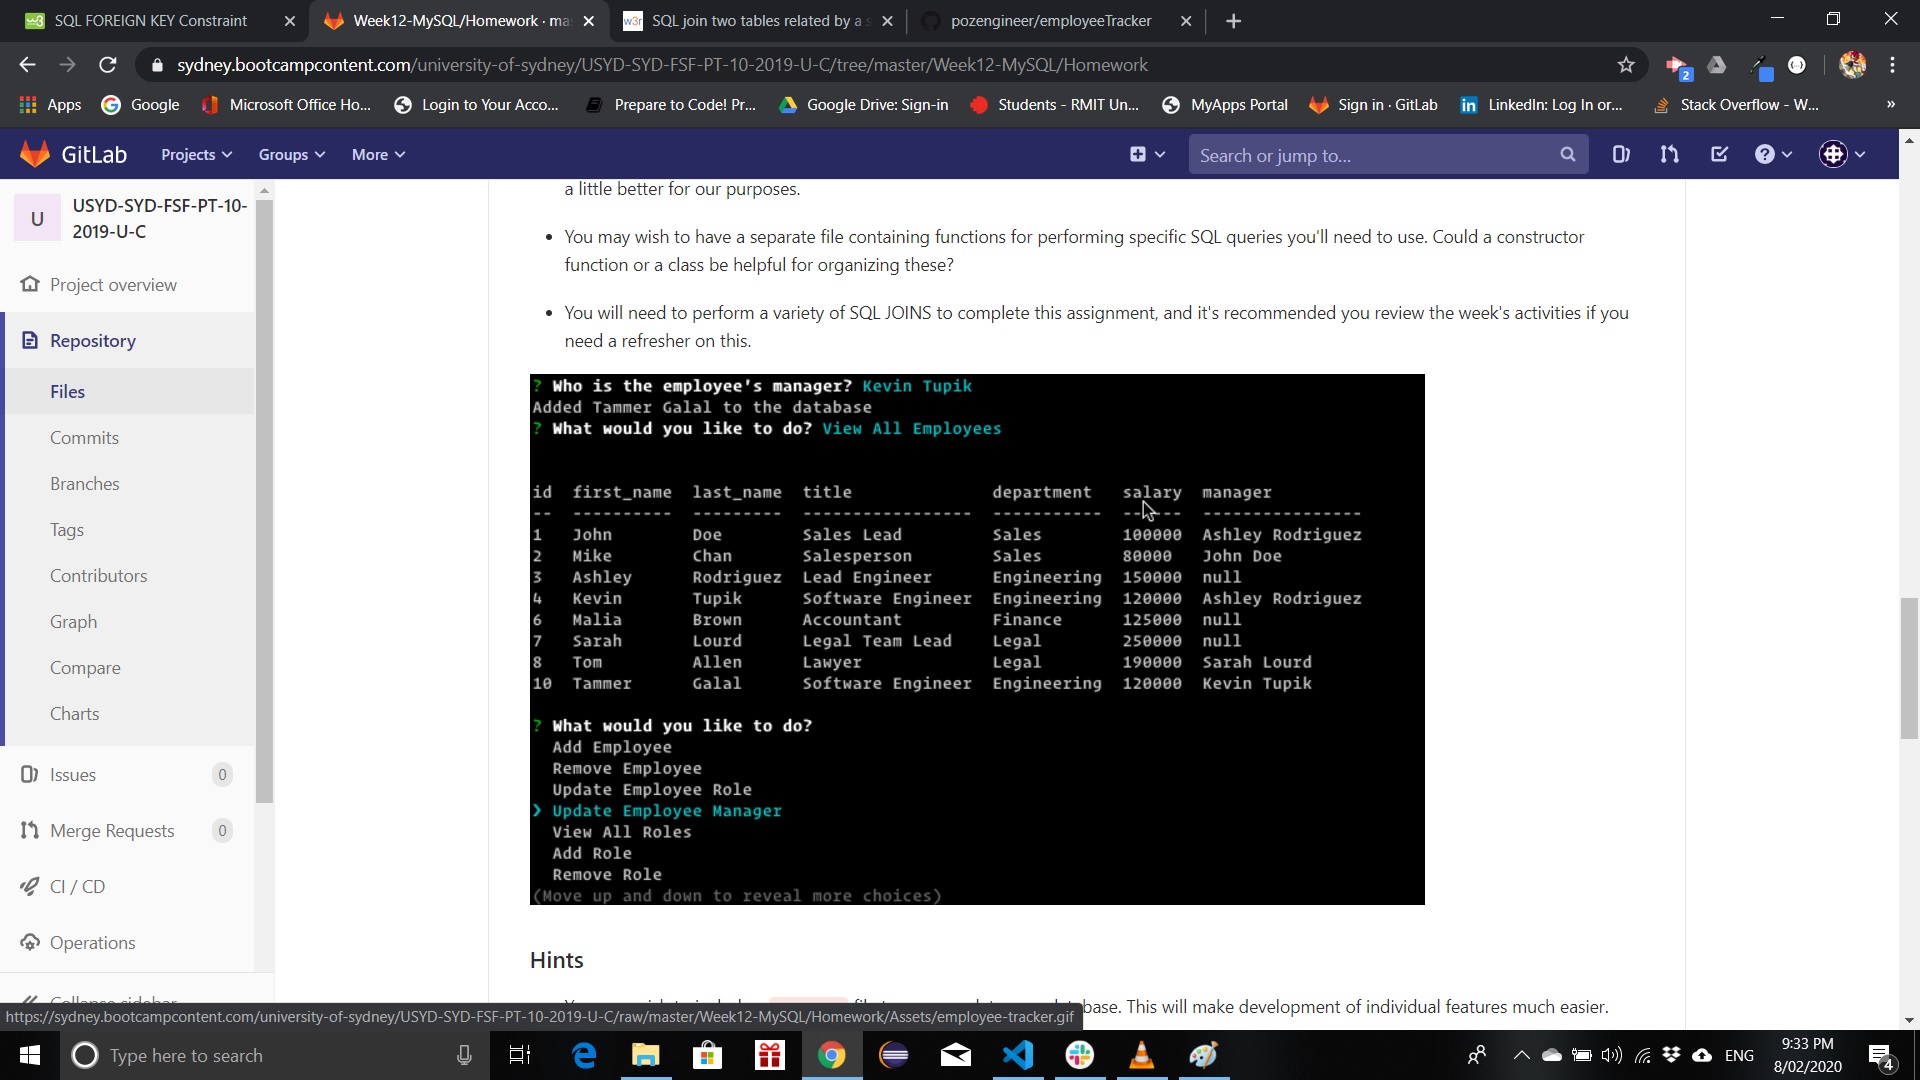 SQL FOREIGN KEY Constraint
Week12-MySQL/Homework · ma
w3r SQL join two tables related by a s
pozengineer/employeeTracker
sydney.bootcampcontent.com/university-of-sydney/USYD-SYD-FSF-PT-10-2019-U-C/tree/master/Week12-MySQL/Homework
2
Apps
Google
Microsoft Office Ho...
Login to Your Acco...
Prepare to Code! Pr...
Google Drive: Sign-in
Students - RMIT Un...
MyApps Portal
Sign in · GitLab
LinkedIn: Log In or...
Stack Overflow - W...
»
GitLab
Projects
Groups
More
Search or jump to...
U
USYD-SYD-FSF-PT-10-
2019-U-C
Project overview
Repository
Files
Commits
Branches
Tags
Contributors
Graph
Compare
Charts
Issues 0
Merge Requests 0
CI / CD
Operations
Collapse sidebar
a little better for our purposes.
• You may wish to have a separate file containing functions for performing specific SQL queries you'll need to use. Could a constructor
function or a class be helpful for organizing these?
• You will need to perform a variety of SQL JOINS to complete this assignment, and it's recommended you review the week's activities if you
need a refresher on this.
? Who is the employee's manager? Kevin Tupik
Added Tammer Galal to the database
? What would you like to do? View All Employees
id first_name last_name title department salary manager
-- ---------- --------- ----------------- ----------- ------ ----------------
1 John Doe Sales Lead Sales 100000 Ashley Rodriguez
2 Mike Chan Salesperson Sales 80000 John Doe
3 Ashley Rodriguez Lead Engineer Engineering 150000 null
4 Kevin Tupik Software Engineer Engineering 120000 Ashley Rodriguez
6 Malia Brown Accountant Finance 125000 null
7 Sarah Lourd Legal Team Lead Legal 250000 null
8 Tom Allen Lawyer Legal 190000 Sarah Lourd
10 Tammer Galal Software Engineer Engineering 120000 Kevin Tupik
? What would you like to do?
Add Employee
Remove Employee
Update Employee Role
❯ Update Employee Manager
View All Roles
Add Role
Remove Role
(Move up and down to reveal more choices)
Hints
base. This will make development of individual features much easier.
https://sydney.bootcampcontent.com/university-of-sydney/USYD-SYD-FSF-PT-10-2019-U-C/raw/master/Week12-MySQL/Homework/Assets/employee-tracker.gif
Type here to search
ENG
9:33 PM
8/02/2020
4